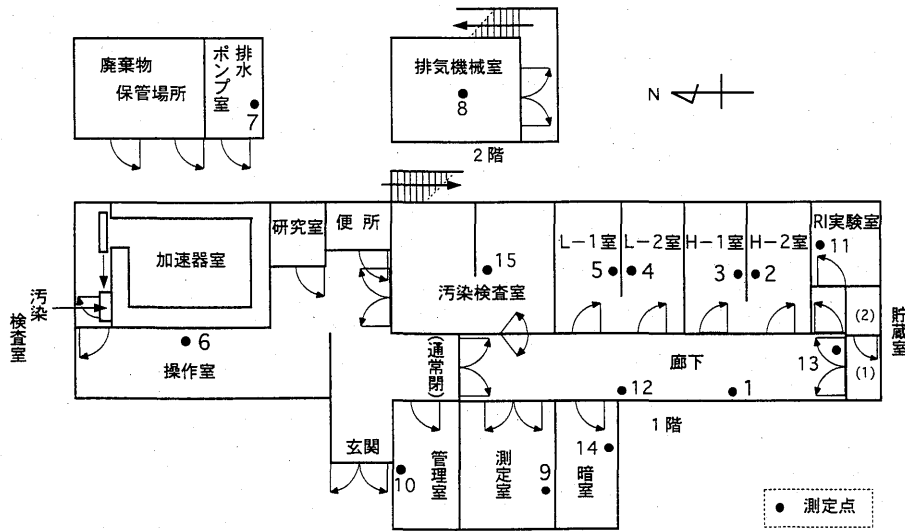 廃棄物
保管場所
排水
ポンプ室
7
排気機械室
8
2階
N
加速器室
研究室
便所
汚染
検査室
6
操作室
15
汚染検査室
L-1室
L-2室
H-1室
H-2室
RI実験室
5
4
3
2
11
(2)
(1)
貯蔵室
(通常閉)
廊下
13
12
1
1階
玄関
10
管理室
測定室
9
14
暗室
測定点